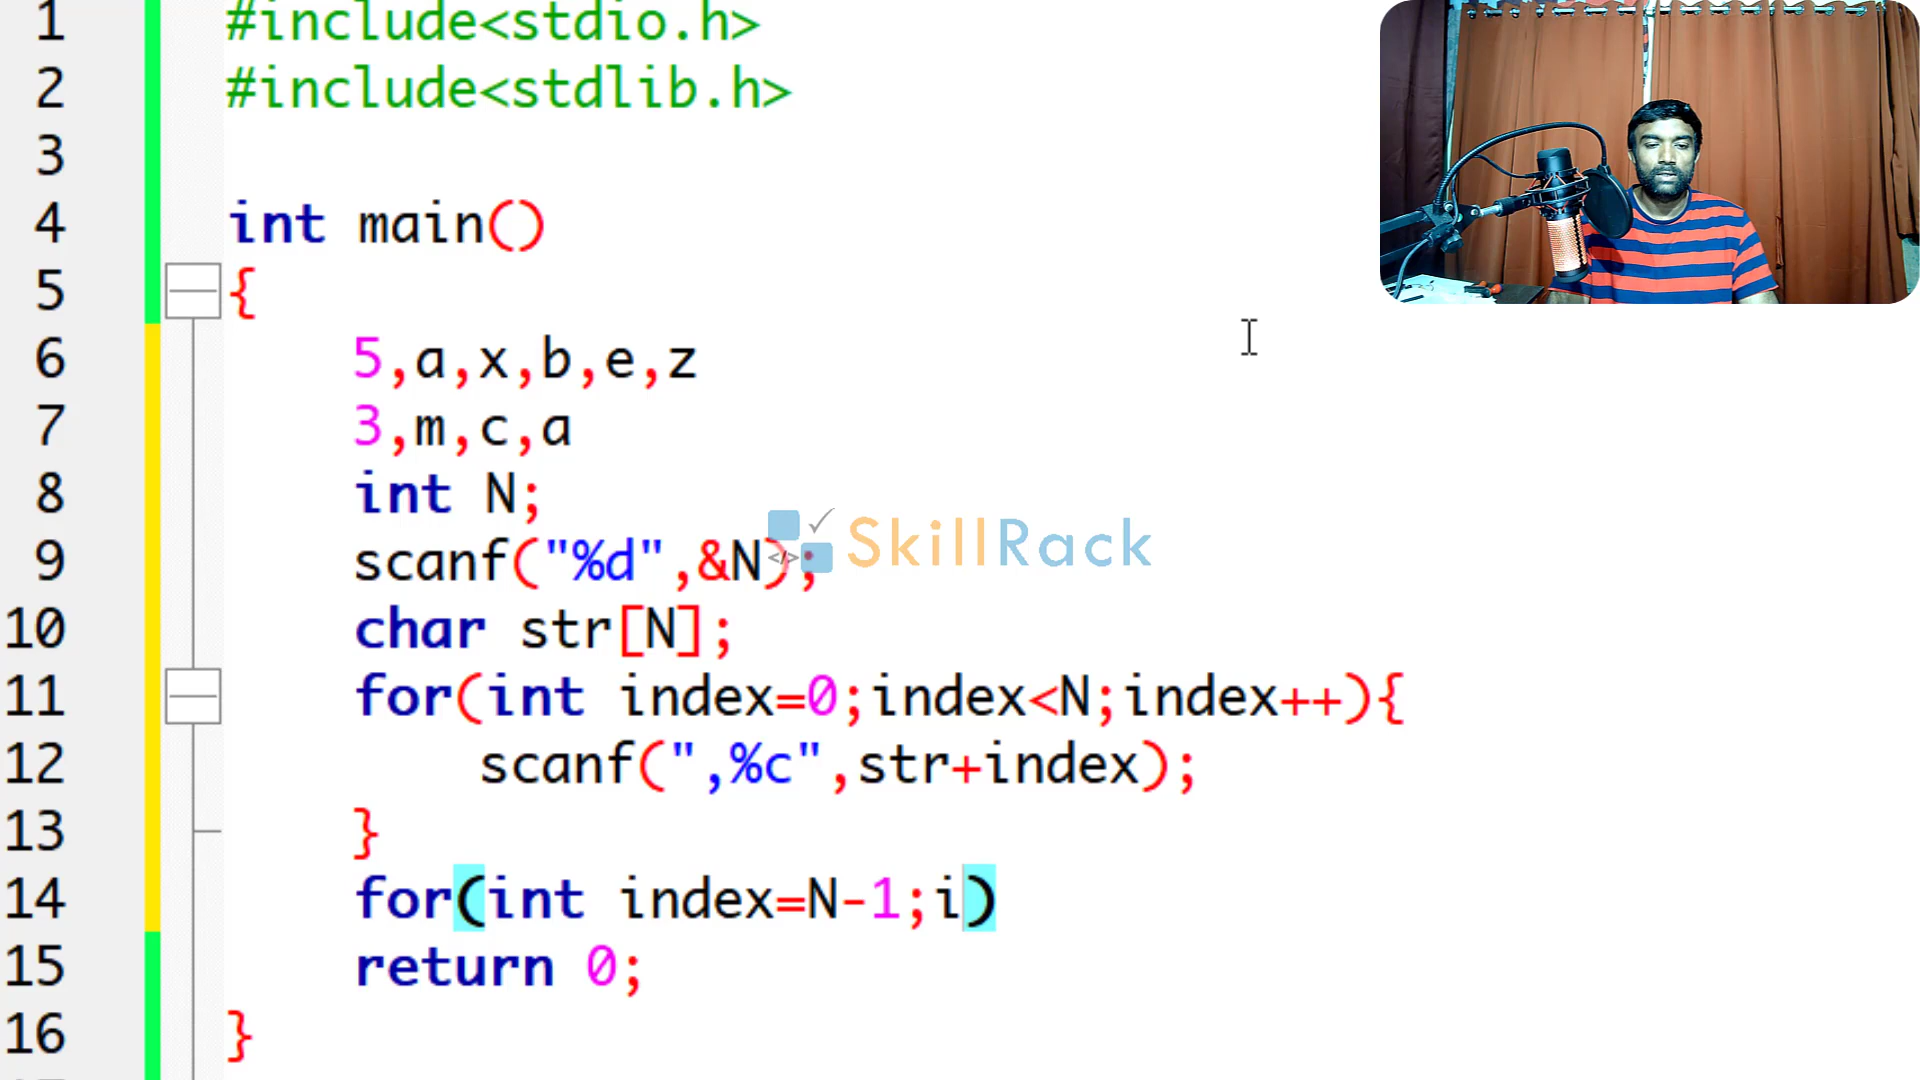 1 #include<stdio.h>
2 #include<stdlib.h>
3
4 int main()
5 {
6 5,a,x,b,e,z
7 3,m,c,a
8 int N;
9 scanf("%d",&N);
SkillRack
10 char str[N];
11 for(int index=0;index<N;index++){
12 scanf(",%c",str+index);
13 }
14 for(int index=N-1;i)
15 return 0;
16 }